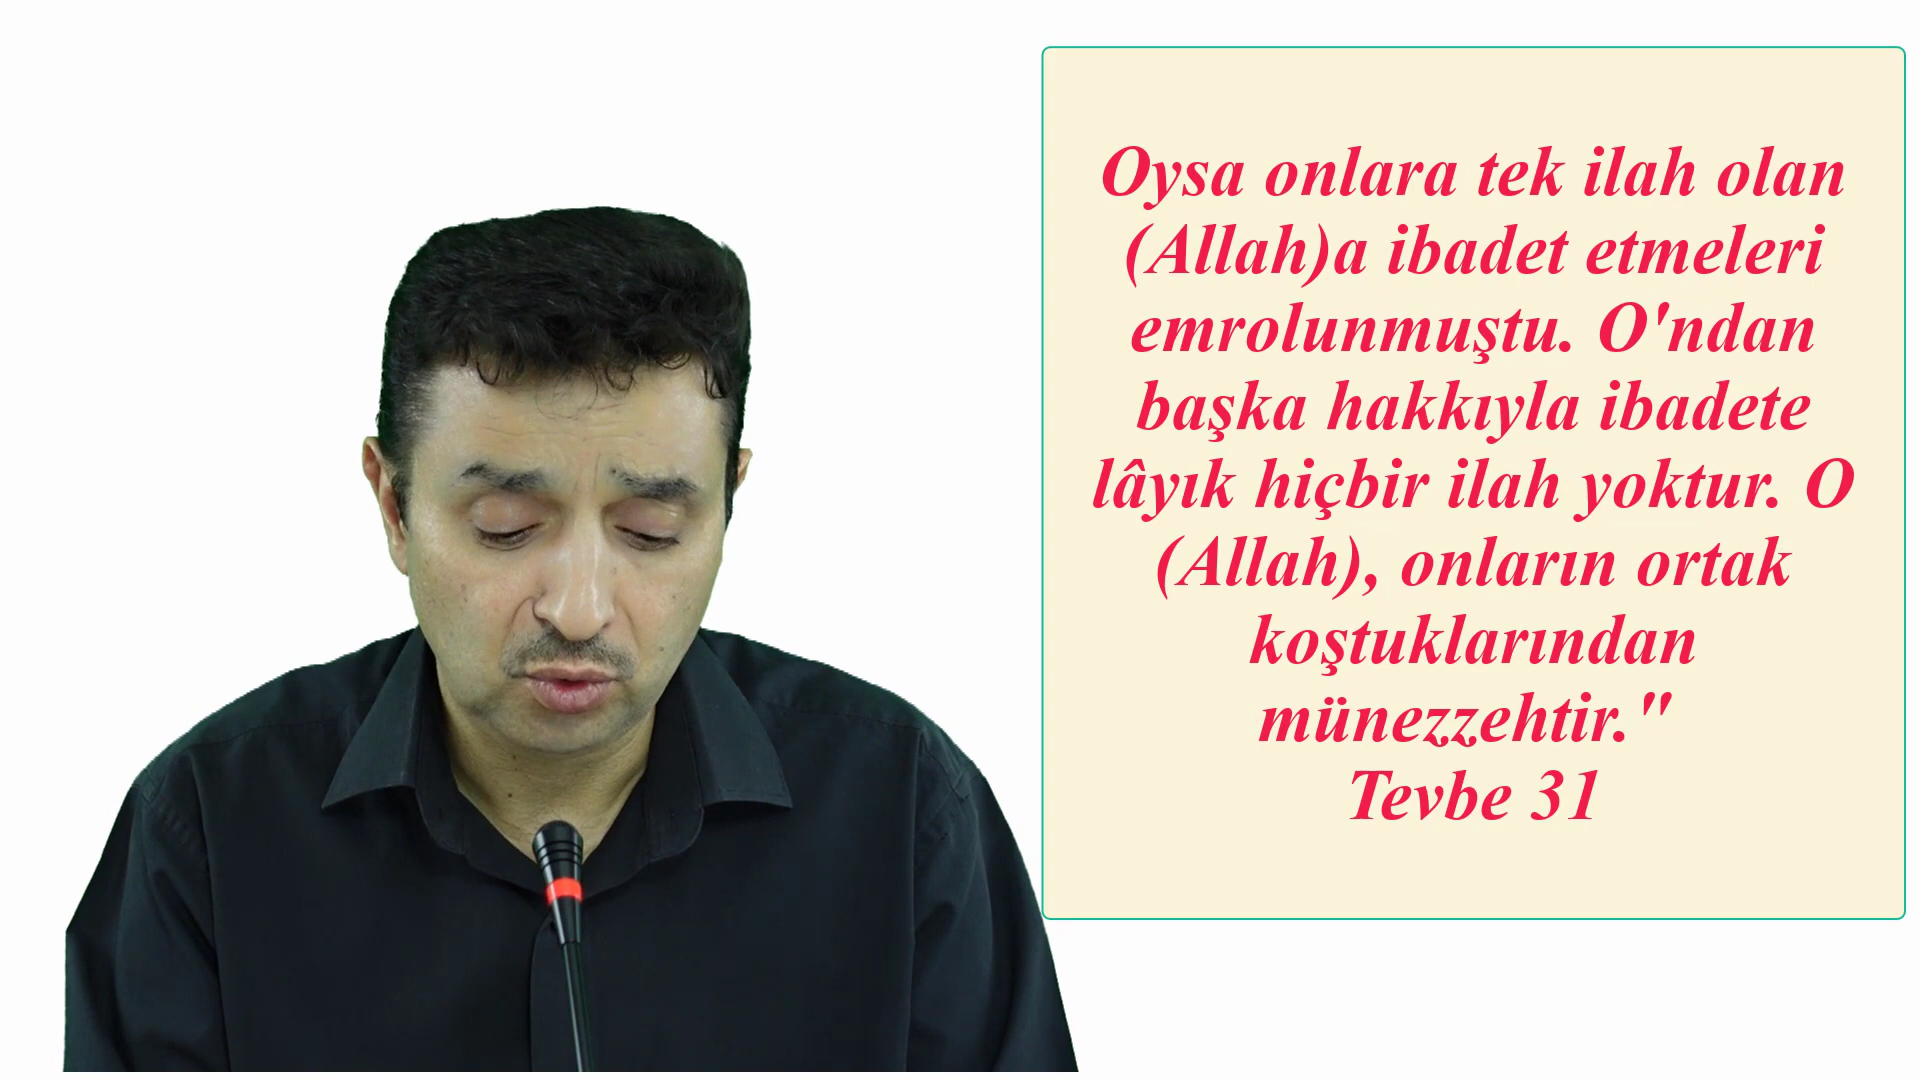 Oysa onlara tek ilah olan
(Allah)a ibadet etmeleri
emrolunmuştu. O'ndan
başka hakkıyla ibadete
lâyık hiçbir ilah yoktur. O
(Allah), onların ortak
koştuklarından
münezzehtir."
Tevbe 31